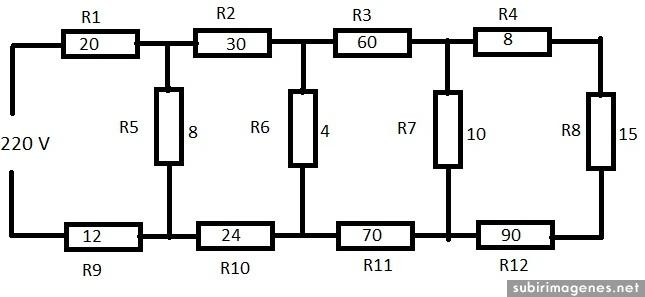 R1 R2 R3 R4
20 30 60 8
220 V R5 8 R6 4 R7 10 R8 15
12 24 70 90
R9 R10 R11 R12
subirimagenes.net